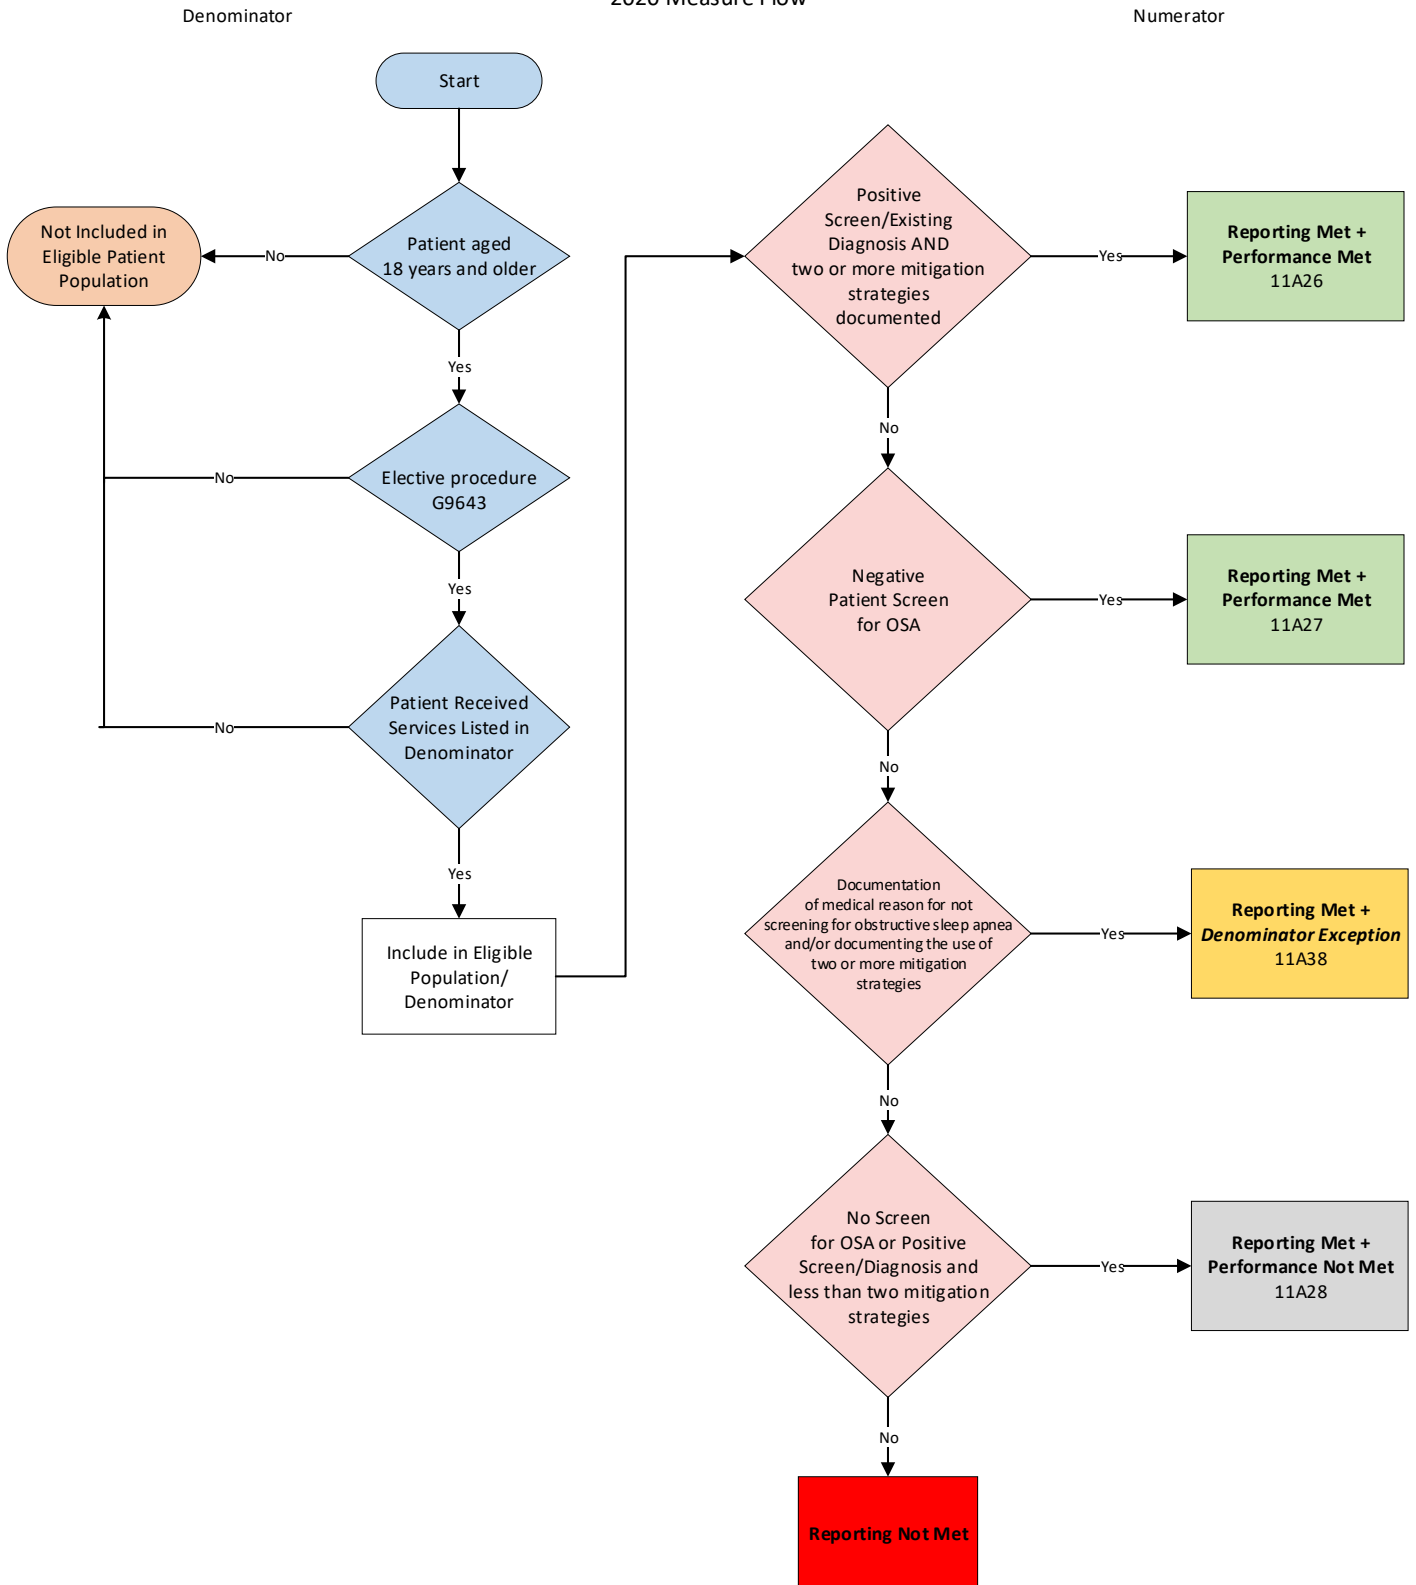 2020 Measure Flow
Denominator
Numerator
Start
Patient aged
18 years and older
No
Not Included in
Eligible Patient
Population
Yes
Elective procedure
G9643
No
Yes
Patient Received
Services Listed in
Denominator
No
Yes
Include in Eligible
Population/
Denominator
Positive
Screen/Existing
Diagnosis AND
two or more mitigation
strategies
documented
Yes
Reporting Met +
Performance Met
11A26
No
Negative
Patient Screen
for OSA
Yes
Reporting Met +
Performance Met
11A27
No
Documentation
of medical reason for not
screening for obstructive sleep apnea
and/or documenting the use of
two or more mitigation
strategies
Yes
Reporting Met +
Denominator Exception
11A38
No
No Screen
for OSA or Positive
Screen/Diagnosis and
less than two mitigation
strategies
Yes
Reporting Met +
Performance Not Met
11A28
No
Reporting Not Met